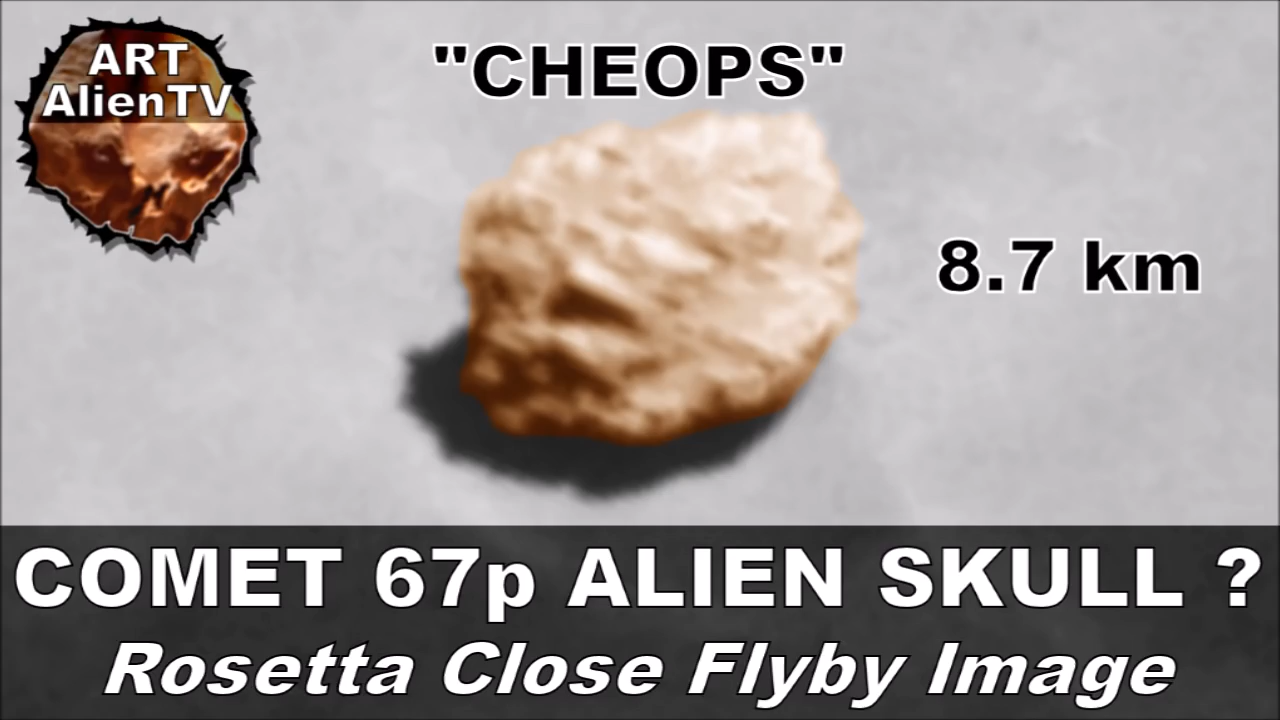 ART
AlienTV
"CHEOPS"
8.7 km
COMET 67p ALIEN SKULL ?
Rosetta Close Flyby Image